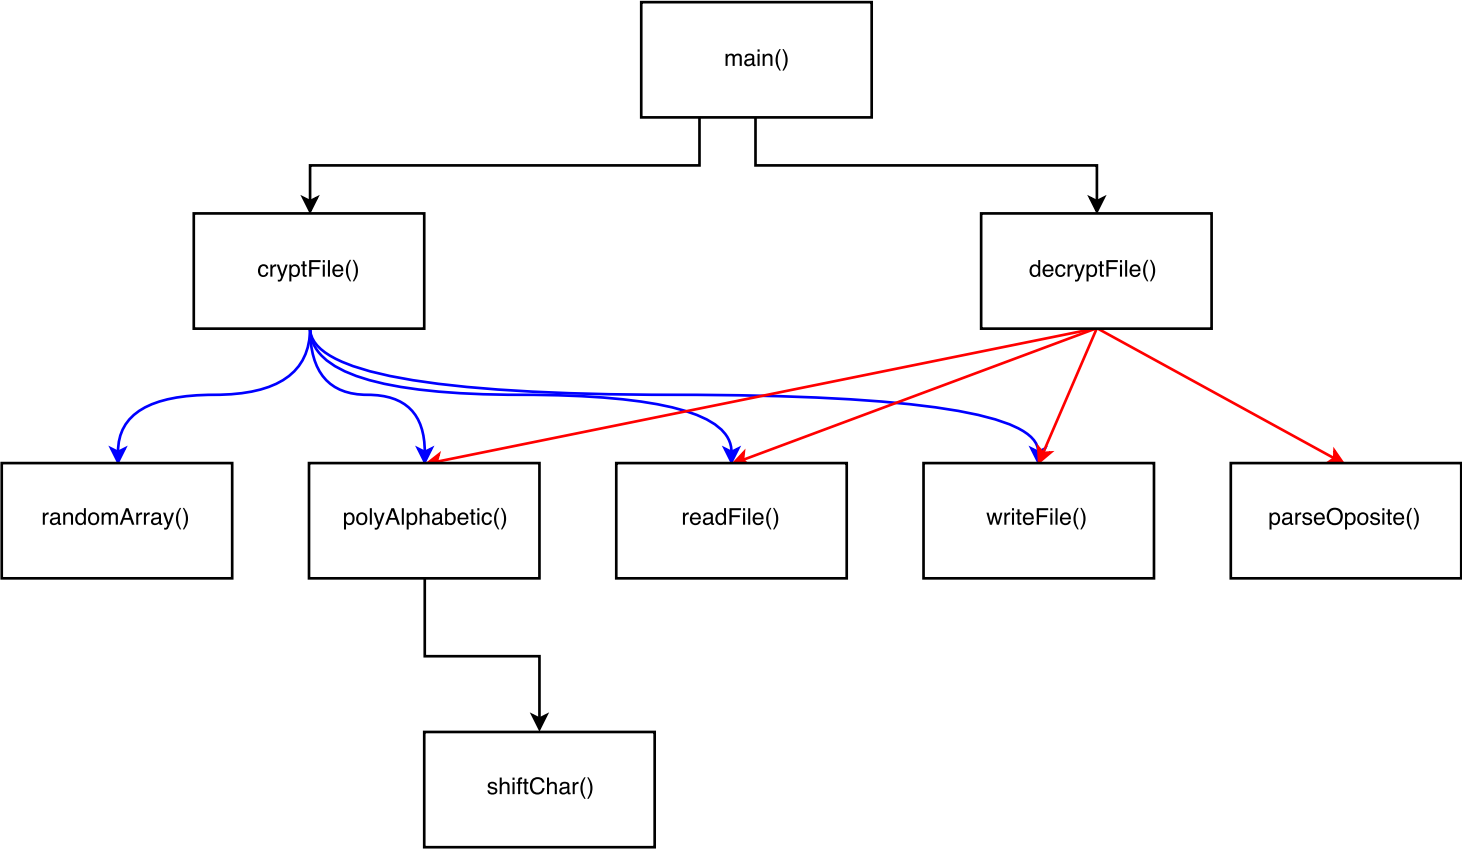 main()
cryptFile()
decryptFile()
randomArray()
polyAlphabetic()
readFile()
writeFile()
parseOposite()
shiftChar()